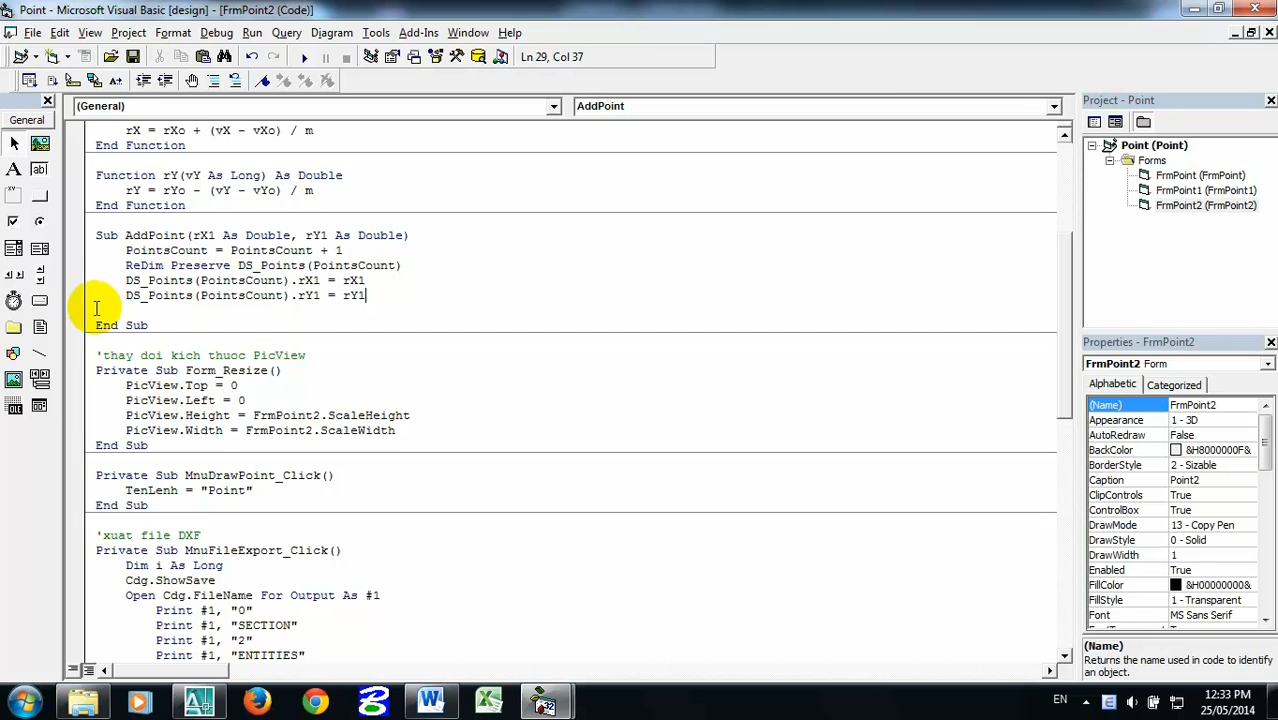 Point - Microsoft Visual Basic [design] - [FrmPoint2 (Code)]
File Edit View Project Format Debug Run Query Diagram Tools Add-Ins Window Help
Ln 29, Col 37
General
(General)
AddPoint
rX = rXo + (vX - vXo) / m
End Function
Function rY(vY As Long) As Double
rY = rYo - (vY - vYo) / m
End Function
Sub AddPoint(rX1 As Double, rY1 As Double)
PointsCount = PointsCount + 1
ReDim Preserve DS_Points(PointsCount)
DS_Points(PointsCount).rX1 = rX1
DS_Points(PointsCount).rY1 = rY1
End Sub
'thay doi kich thuoc PicView
Private Sub Form_Resize()
PicView.Top = 0
PicView.Left = 0
PicView.Height = FrmPoint2.ScaleHeight
PicView.Width = FrmPoint2.ScaleWidth
End Sub
Private Sub MnuDrawPoint_Click()
TenLenh = "Point"
End Sub
'xuat file DXF
Private Sub MnuFileExport_Click()
Dim i As Long
Cdg.ShowSave
Open Cdg.FileName For Output As #1
Print #1, "0"
Print #1, "SECTION"
Print #1, "2"
Print #1, "ENTITIES"
Project - Point
Point (Point)
Forms
FrmPoint (FrmPoint)
FrmPoint1 (FrmPoint1)
FrmPoint2 (FrmPoint2)
Properties - FrmPoint2
FrmPoint2 Form
Alphabetic Categorized
(Name) FrmPoint2
Appearance 1 - 3D
AutoRedraw False
BackColor &H8000000F&
BorderStyle 2 - Sizable
Caption Point2
ClipControls True
ControlBox True
DrawMode 13 - Copy Pen
DrawStyle 0 - Solid
DrawWidth 1
Enabled True
FillColor &H00000000&
FillStyle 1 - Transparent
Font MS Sans Serif
(Name)
Returns the name used in code to identify
an object.
EN
12:33 PM
25/05/2014